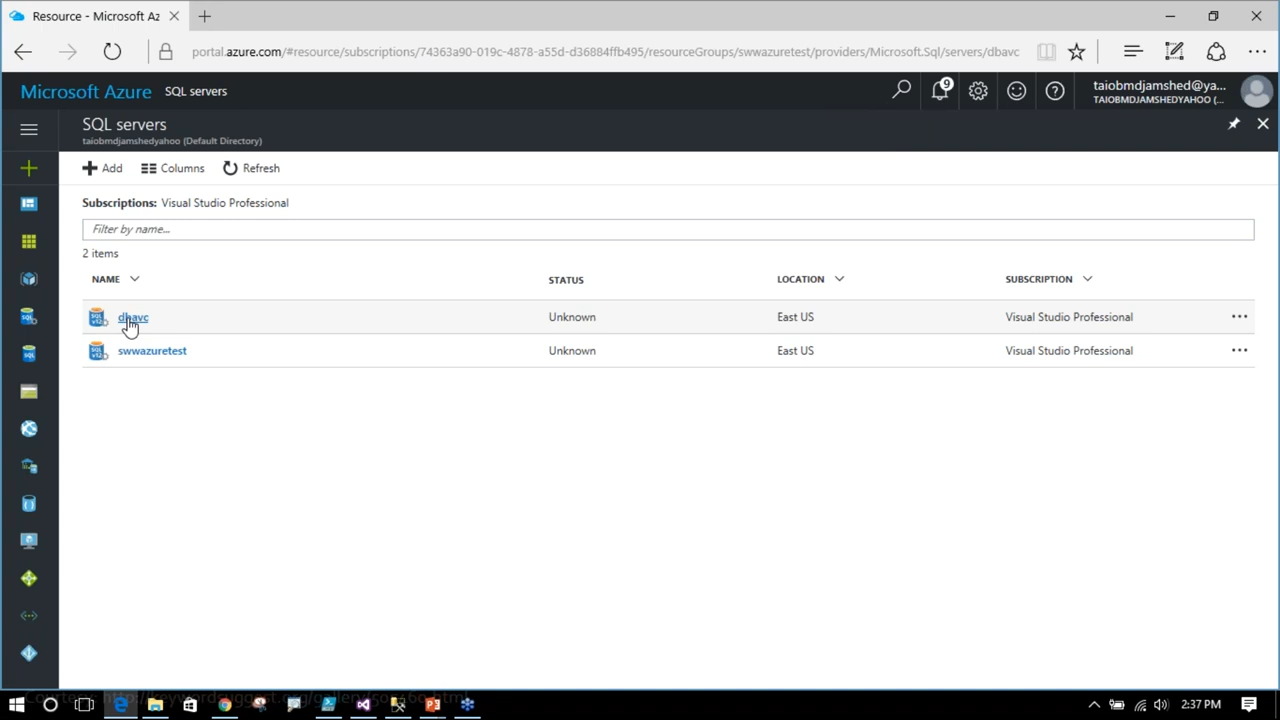 Resource - Microsoft Az
portal.azure.com/#resource/subscriptions/74363a90-019c-4878-a55d-d36884ffb495/resourceGroups/swwazuretest/providers/Microsoft.Sql/servers/dbavc
Microsoft Azure SQL servers
9
taiobmdjamshed@ya...
TAIOBMDJAMSHEDYAHOO (...
SQL servers
taiobmdjamshedyahoo (Default Directory)
Add Columns Refresh
Subscriptions: Visual Studio Professional
Filter by name...
2 items
NAME STATUS LOCATION SUBSCRIPTION
dbavc Unknown East US Visual Studio Professional
swwazuretest Unknown East US Visual Studio Professional
2:37 PM